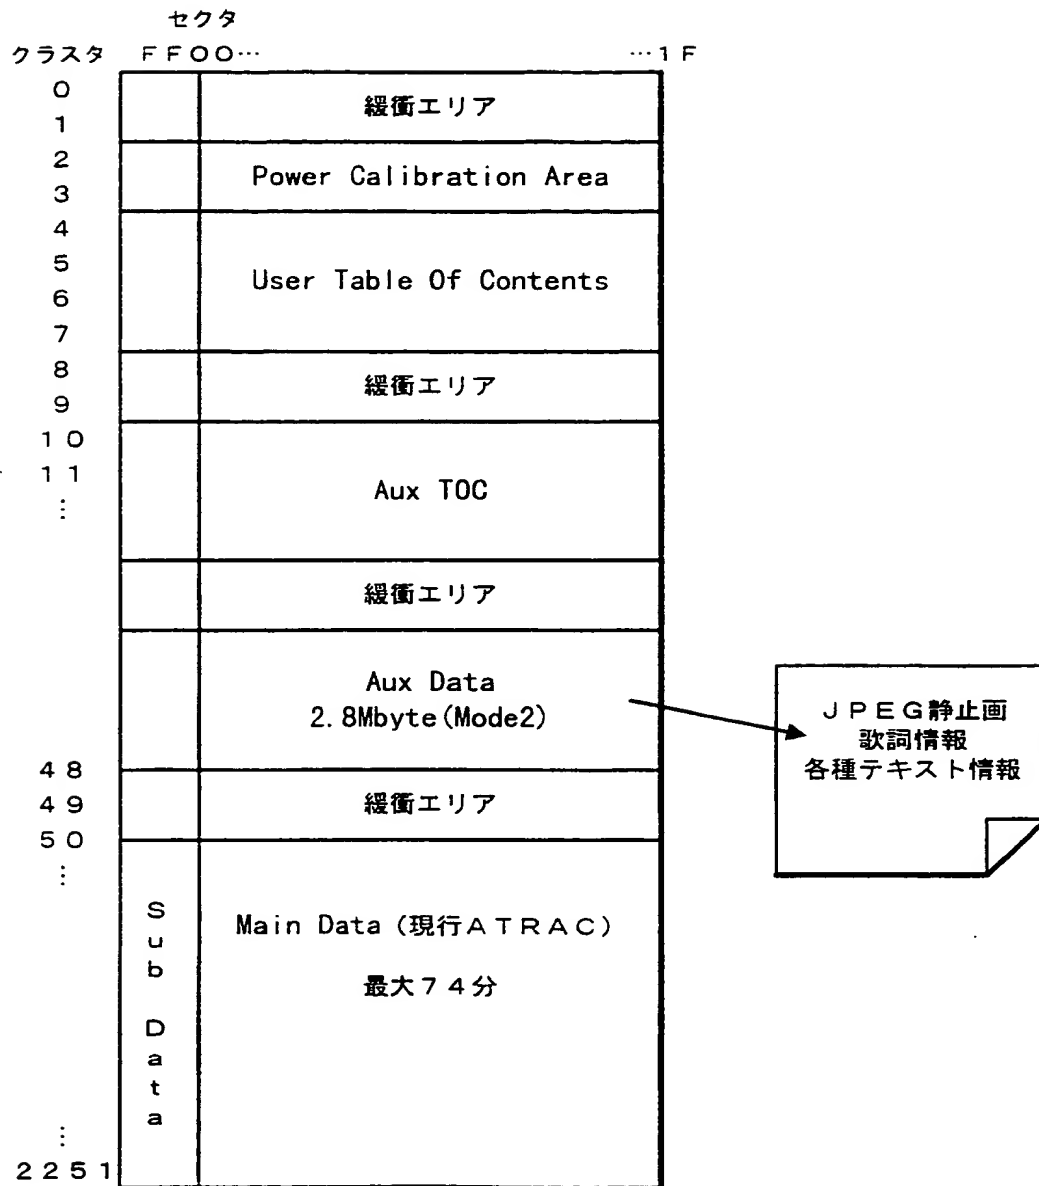 セクタ
クラスタ FF00… …1F
0
1
緩衝エリア
2
3
Power Calibration Area
4
5
6
7
User Table Of Contents
8
9
緩衝エリア
10
11
⋮
Aux TOC
緩衝エリア
Aux Data
2.8Mbyte(Mode2)
JPEG静止画
歌詞情報
各種テキスト情報
48
49
緩衝エリア
50
⋮
Sub Data
Main Data (現行ATRAC)
最大74分
⋮
2251